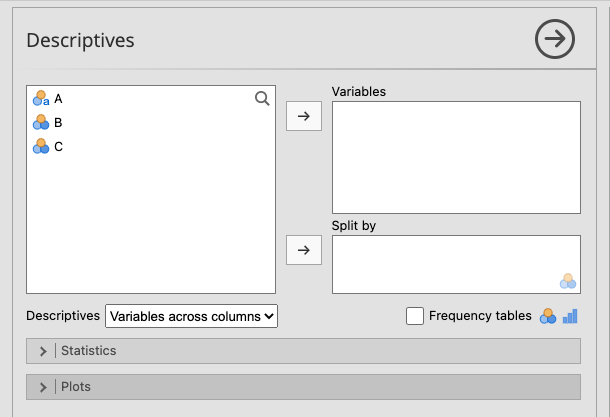 Descriptives
A
B
C
Variables
Split by
Descriptives Variables across columns Frequency tables
Statistics
Plots